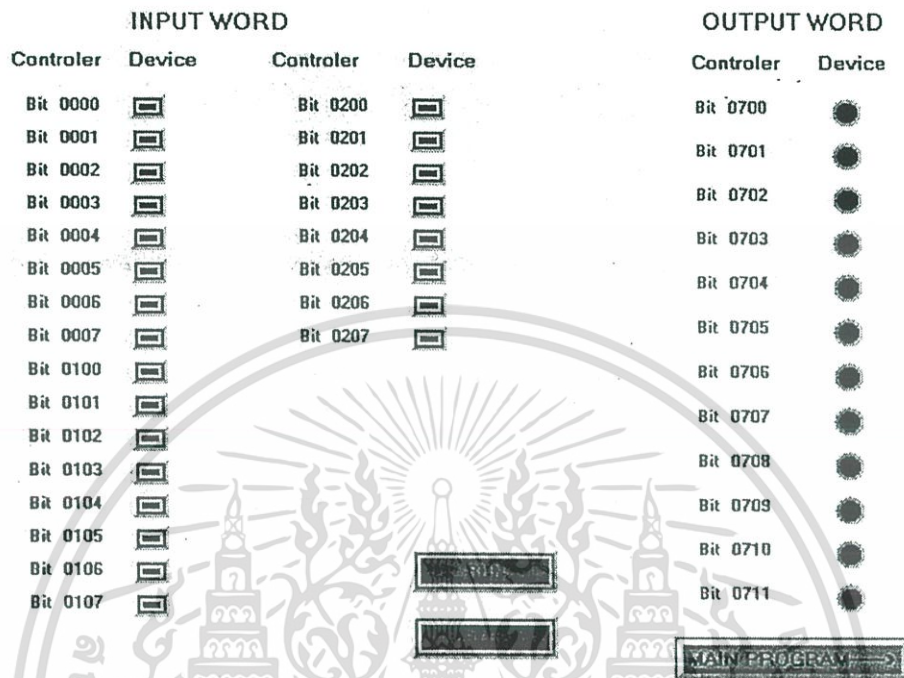 INPUT WORD OUTPUT WORD
Controler Device Controler Device Controler Device
Bit 0000 Bit 0200 Bit 0700
Bit 0001 Bit 0201 Bit 0701
Bit 0002 Bit 0202 Bit 0702
Bit 0003 Bit 0203 Bit 0703
Bit 0004 Bit 0204 Bit 0704
Bit 0005 Bit 0205 Bit 0705
Bit 0006 Bit 0206 Bit 0706
Bit 0007 Bit 0207 Bit 0707
Bit 0100 Bit 0708
Bit 0101 Bit 0709
Bit 0102 Bit 0710
Bit 0103 Bit 0711
Bit 0104
Bit 0105
Bit 0106
Bit 0107
MAIN PROGRAM